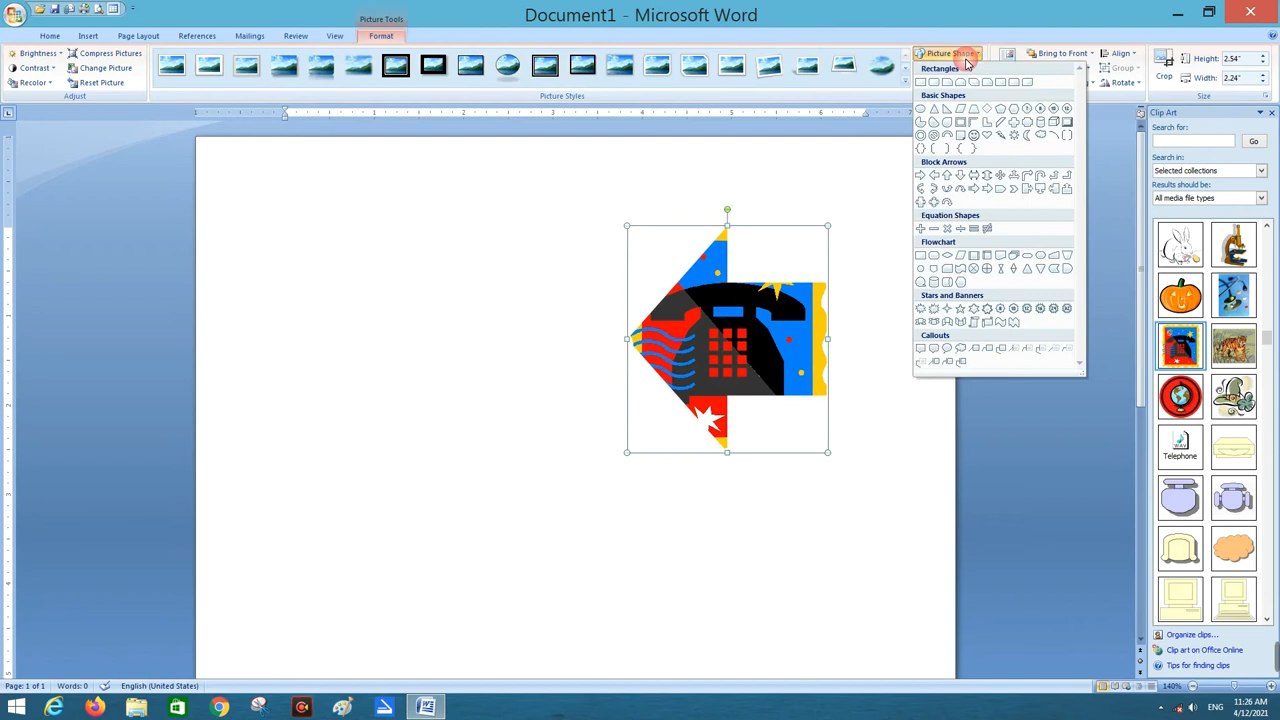 Document1 - Microsoft Word
Picture Tools
Home Insert Page Layout References Mailings Review View Format
Brightness Compress Pictures
Contrast Change Picture
Recolor Reset Picture
Adjust
Picture Styles
Picture Shape
Bring to Front
Align
Group
Rotate
Crop
Height: 2.54"
Width: 2.24"
Size
Rectangles
Basic Shapes
Block Arrows
Equation Shapes
Flowchart
Stars and Banners
Callouts
Clip Art
Search for:
Go
Search in:
Selected collections
Results should be:
All media file types
Telephone
Organize clips...
Clip art on Office Online
Tips for finding clips
Page: 1 of 1 Words: 0 English (United States)
140%
ENG
11:26 AM
4/12/2021